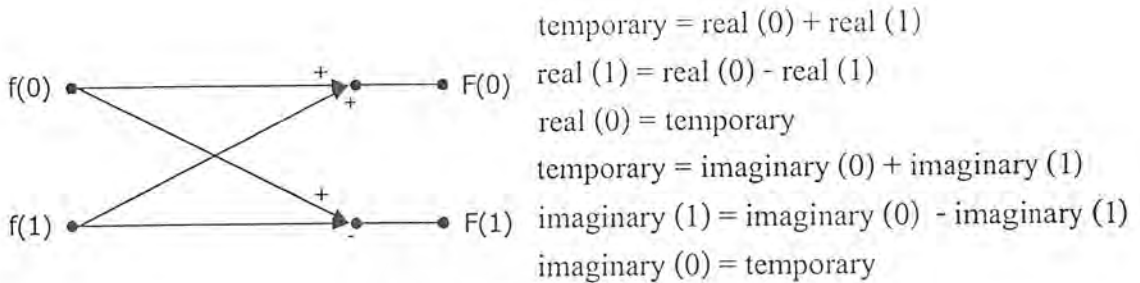 temporary = real (0) + real (1)
f(0) + + F(0) real (1) = real (0) - real (1)
real (0) = temporary
+ temporary = imaginary (0) + imaginary (1)
f(1) - F(1) imaginary (1) = imaginary (0) - imaginary (1)
imaginary (0) = temporary